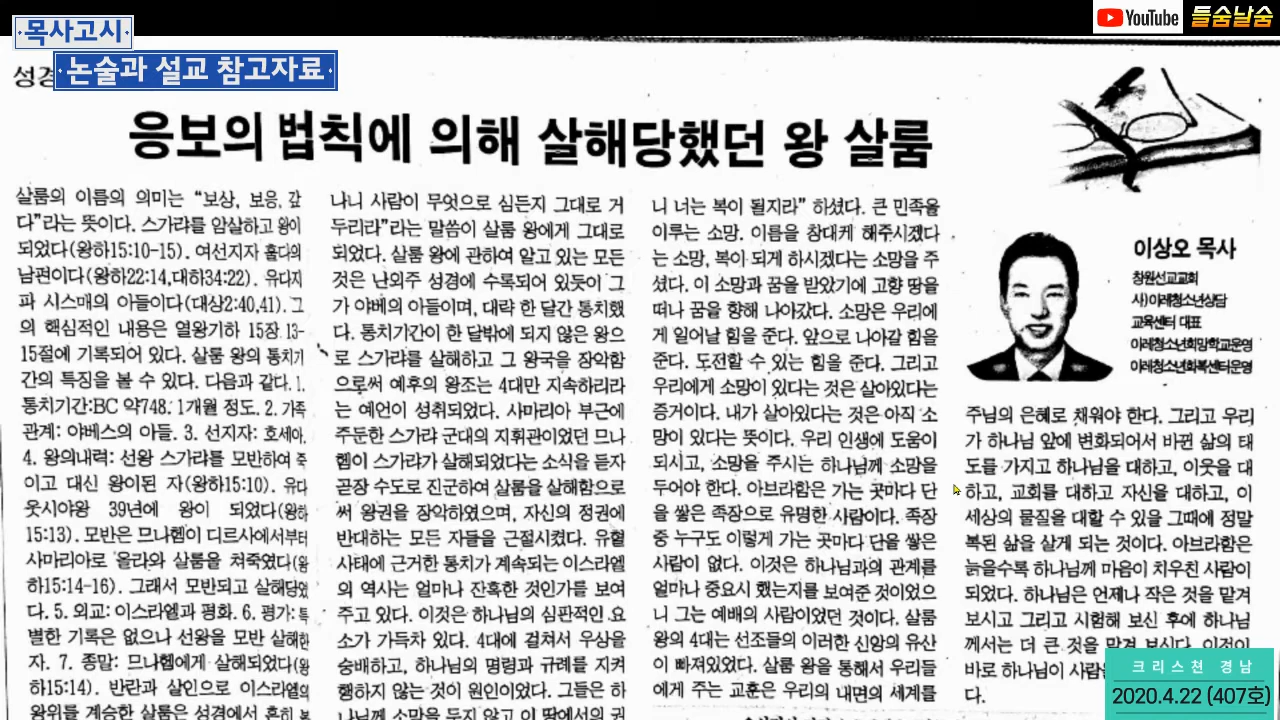 목사고시
YouTube 들숨날숨
논술과 설교 참고자료
성경
응보의 법칙에 의해 살해당했던 왕 살룸
살룸의 이름의 의미는 “보상, 보응, 갚
다”라는 뜻이다. 스가랴를 암살하고 왕이
되었다(왕하15:10-15). 여선지자 훌다의
남편이다(왕하22:14,대하34:22). 유다지
파 시스매의 아들이다(대상2:40,41). 그
의 핵심적인 내용은 열왕기하 15장 13-
15절에 기록되어 있다. 살룸 왕의 통치기
간의 특징을 볼 수 있다. 다음과 같다. 1.
통치기간:BC 약748. 1개월 정도. 2. 가족
관계: 야베스의 아들. 3. 선지자: 호세아.
4. 왕의내력: 선왕 스가랴를 모반하여 죽
이고 대신 왕이된 자(왕하15:10). 유다
웃시야왕 39년에 왕이 되었다(왕하
15:13). 모반은 므나헴이 디르사에서부터
사마리아로 올라와 살룸을 쳐죽였다(왕
하15:14-16). 그래서 모반되고 살해당였
다. 5. 외교: 이스라엘과 평화. 6. 평가: 특
별한 기록은 없으나 선왕을 모반 살해한
자. 7. 종말: 므나헴에게 살해되었다(왕
하15:14). 반란과 살인으로 이스라엘의
왕위를 계승한 살룸은 성경에서 흔히 복
나니 사람이 무엇으로 심든지 그대로 거
두리라”라는 말씀이 살룸 왕에게 그대로
되었다. 살룸 왕에 관하여 알고 있는 모든
것은 난외주 성경에 수록되어 있듯이 그
가 야베의 아들이며, 대략 한 달간 통치했
다. 통치기간이 한 달밖에 되지 않은 왕으
로 스가랴를 살해하고 그 왕국을 장악함
으로써 예후의 왕조는 4대만 지속하리라
는 예언이 성취되었다. 사마리아 부근에
주둔한 스가랴 군대의 지휘관이었던 므나
헴이 스가랴가 살해되었다는 소식을 듣자
곧장 수도로 진군하여 살룸을 살해함으로
써 왕권을 장악하였으며, 자신의 정권에
반대하는 모든 자들을 근절시켰다. 유혈
사태에 근거한 통치가 계속되는 이스라엘
의 역사는 얼마나 잔혹한 것인가를 보여
주고 있다. 이것은 하나님의 심판적인 요
소가 가득차 있다. 4대에 걸쳐서 우상을
숭배하고, 하나님의 명령과 규례를 지켜
행하지 않는 것이 원인이었다. 그들은 하
나님께 소망을 두지 않고 이 땅에서의 권
니 너는 복이 될지라” 하셨다. 큰 민족을
이루는 소망. 이름을 창대케 해주시겠다
는 소망, 복이 되게 하시겠다는 소망을 주
셨다. 이 소망과 꿈을 받았기에 고향 땅을
떠나 꿈을 향해 나아갔다. 소망은 우리에
게 일어날 힘을 준다. 앞으로 나아갈 힘을
준다. 도전할 수 있는 힘을 준다. 그리고
우리에게 소망이 있다는 것은 살아있다는
증거이다. 내가 살아있다는 것은 아직 소
망이 있다는 뜻이다. 우리 인생에 도움이
되시고, 소망을 주시는 하나님께 소망을
두어야 한다. 아브라함은 가는 곳마다 단
을 쌓은 족장으로 유명한 사람이다. 족장
중 누구도 이렇게 가는 곳마다 단을 쌓은
사람이 없다. 이것은 하나님과의 관계를
얼마나 중요시 했는지를 보여준 것이었으
니 그는 예배의 사람이었던 것이다. 살룸
왕의 4대는 선조들의 이러한 신앙의 유산
이 빠져있었다. 살룸 왕을 통해서 우리들
에게 주는 교훈은 우리의 내면의 세계를
이상오 목사
창원선교교회
사)이레청소년상담
교육센터 대표
이레청소년희망학교운영
이레청소년회복센터운영
주님의 은혜로 채워야 한다. 그리고 우리
가 하나님 앞에 변화되어서 바뀐 삶의 태
도를 가지고 하나님을 대하고, 이웃을 대
하고, 교회를 대하고 자신을 대하고, 이
세상의 물질을 대할 수 있을 그때에 정말
복된 삶을 살게 되는 것이다. 아브라함은
늙을수록 하나님께 마음이 치우친 사람이
되었다. 하나님은 언제나 작은 것을 맡겨
보시고 그리고 시험해 보신 후에 하나님
께서는 더 큰 것을 맡겨 보신다. 이것이
바로 하나님이 사람을
다.
크리스천 경남
2020.4.22 (407호)